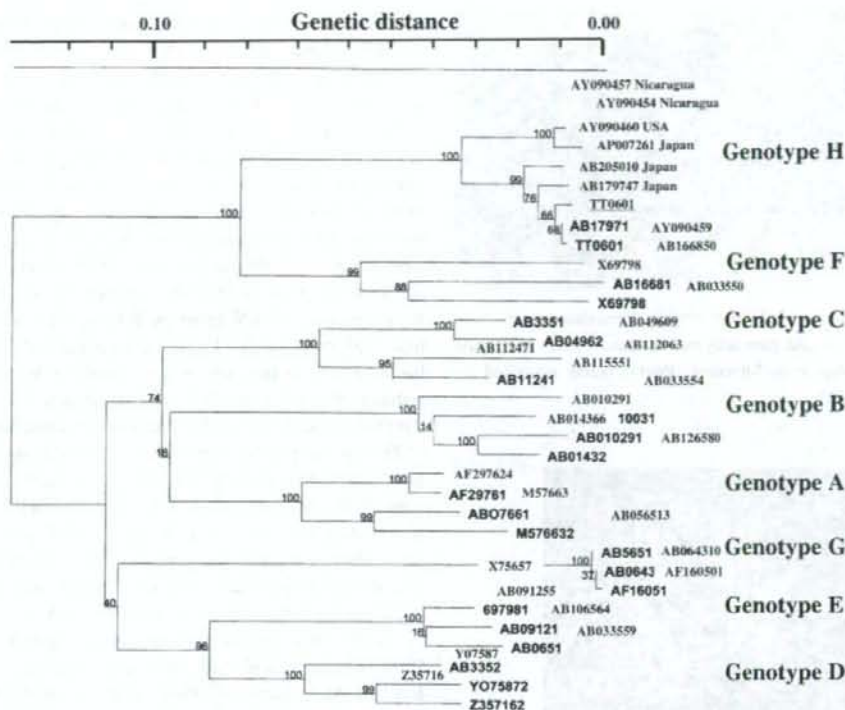 0.10 Genetic distance 0.00
AY090457 Nicaragua
AY090454 Nicaragua
100 AY090460 USA
AP007261 Japan
100 Genotype H
99 AB205010 Japan
76 AB179747 Japan
66 TT0601
100 AB17971 AY090459
68 TT0601 AB166850
99 X69798 Genotype F
88 AB16681 AB033550
X69798
100 AB3351 AB049609 Genotype C
100 AB04962 AB112063
AB112471
95 AB115551
AB11241 AB033554
74 AB010291 Genotype B
100 AB014366 10031
14 AB010291 AB126580
100 AB01432
16 AF297624
100 AF29761 M57663 Genotype A
100 ABO7661 AB056513
99 M576632
AB5651 AB064310 Genotype G
X75657 100 AB0643 AF160501
AF16051
AB091255
40 100 697981 AB106564 Genotype E
16 AB09121 AB033559
96 AB0651
Y07587
AB3352
Z35716 Genotype D
100 YO75872
99 Z357162